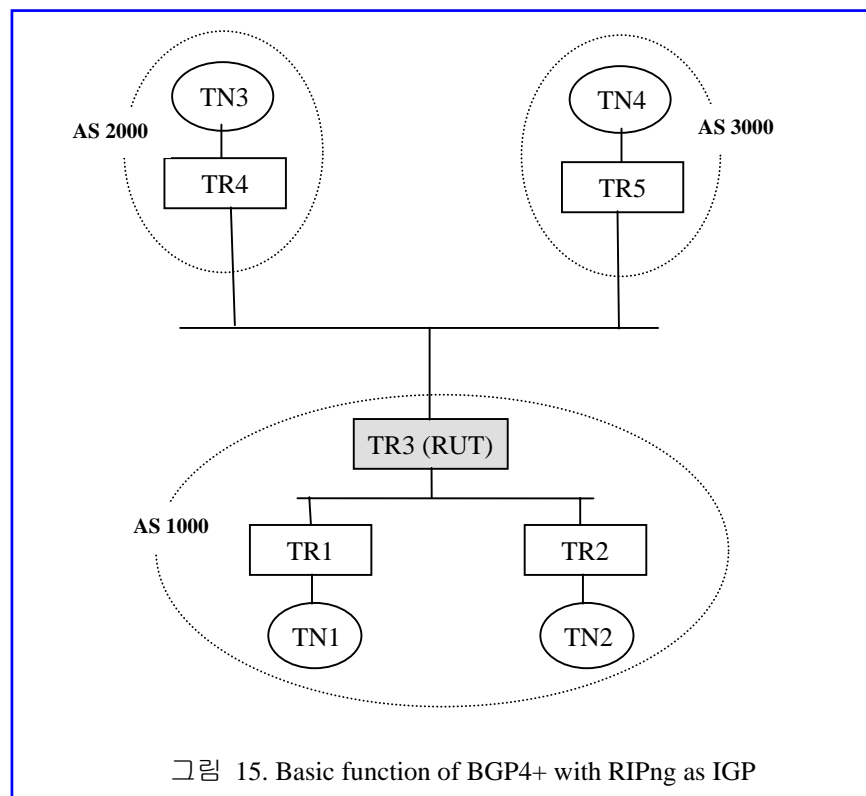 TN3
TN4
AS 2000
AS 3000
TR4
TR5
TR3 (RUT)
AS 1000
TR1
TR2
TN1
TN2
그림 15. Basic function of BGP4+ with RIPng as IGP